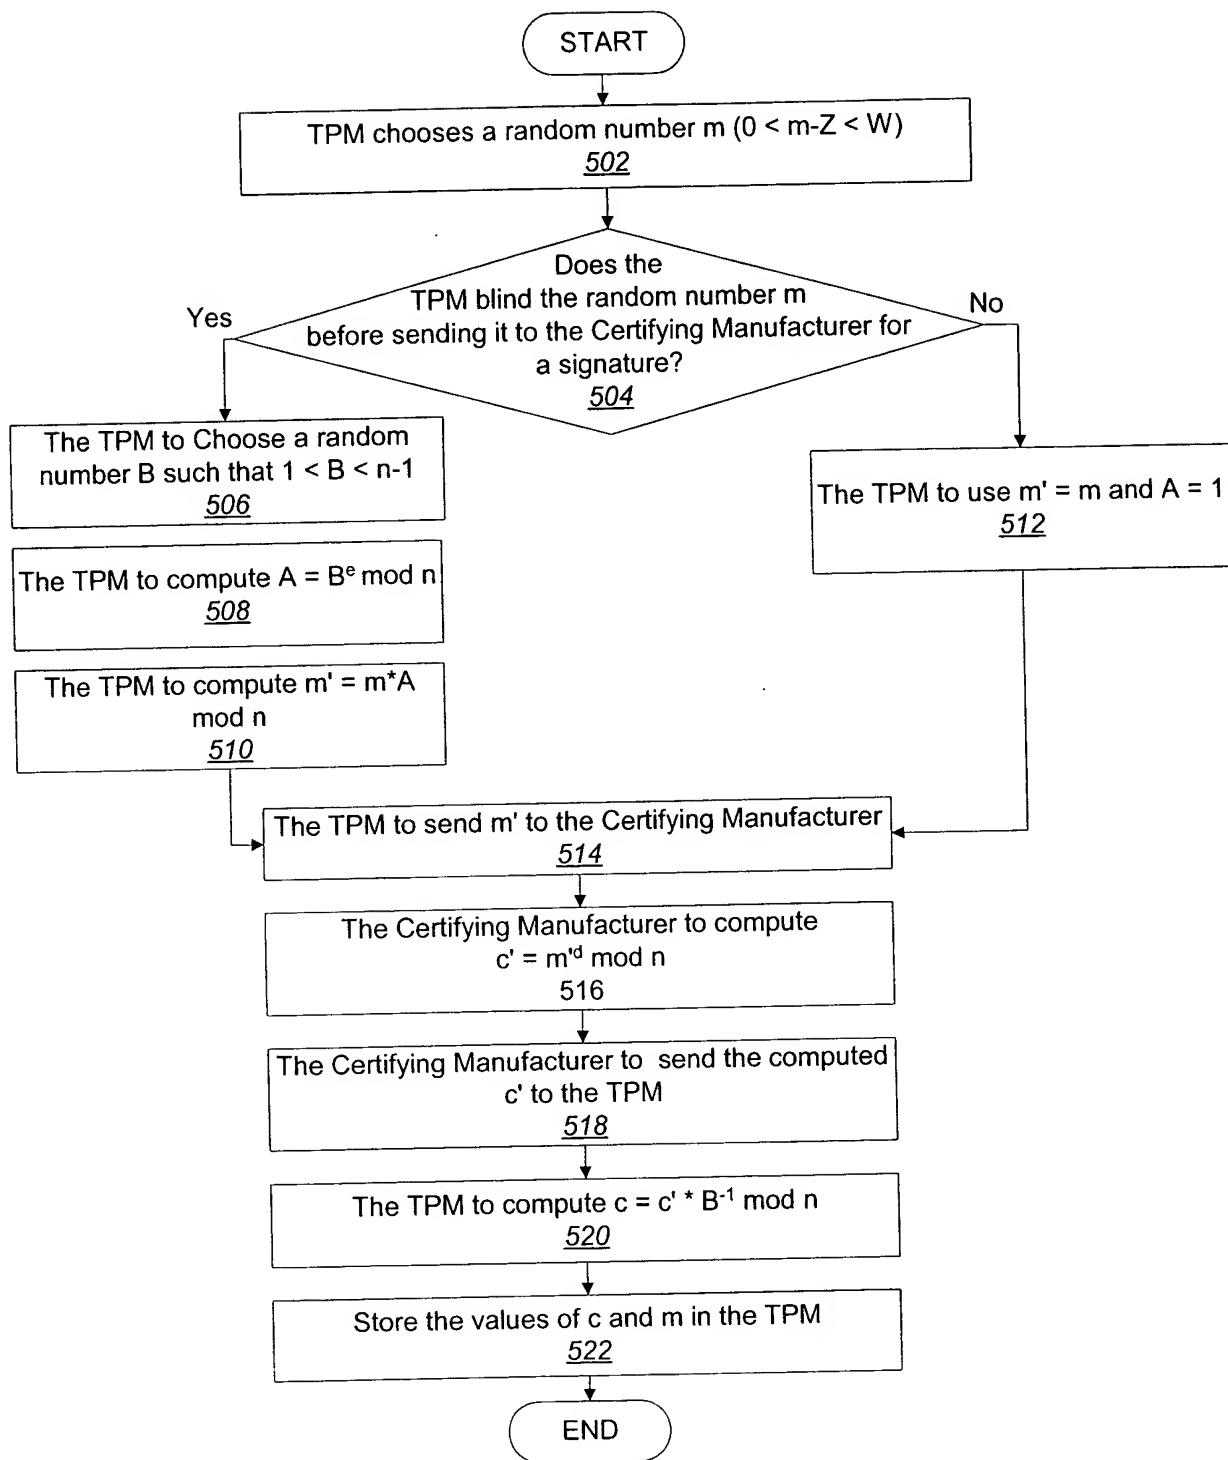 START
TPM chooses a random number m (0 < m-Z < W)
502
Does the
TPM blind the random number m
before sending it to the Certifying Manufacturer for
a signature?
504
Yes
No
The TPM to Choose a random
number B such that 1 < B < n-1
506
The TPM to compute A = Bᵉ mod n
508
The TPM to compute m' = m*A
mod n
510
The TPM to use m' = m and A = 1
512
The TPM to send m' to the Certifying Manufacturer
514
The Certifying Manufacturer to compute
c' = m'ᵈ mod n
516
The Certifying Manufacturer to send the computed
c' to the TPM
518
The TPM to compute c = c' * B⁻¹ mod n
520
Store the values of c and m in the TPM
522
END